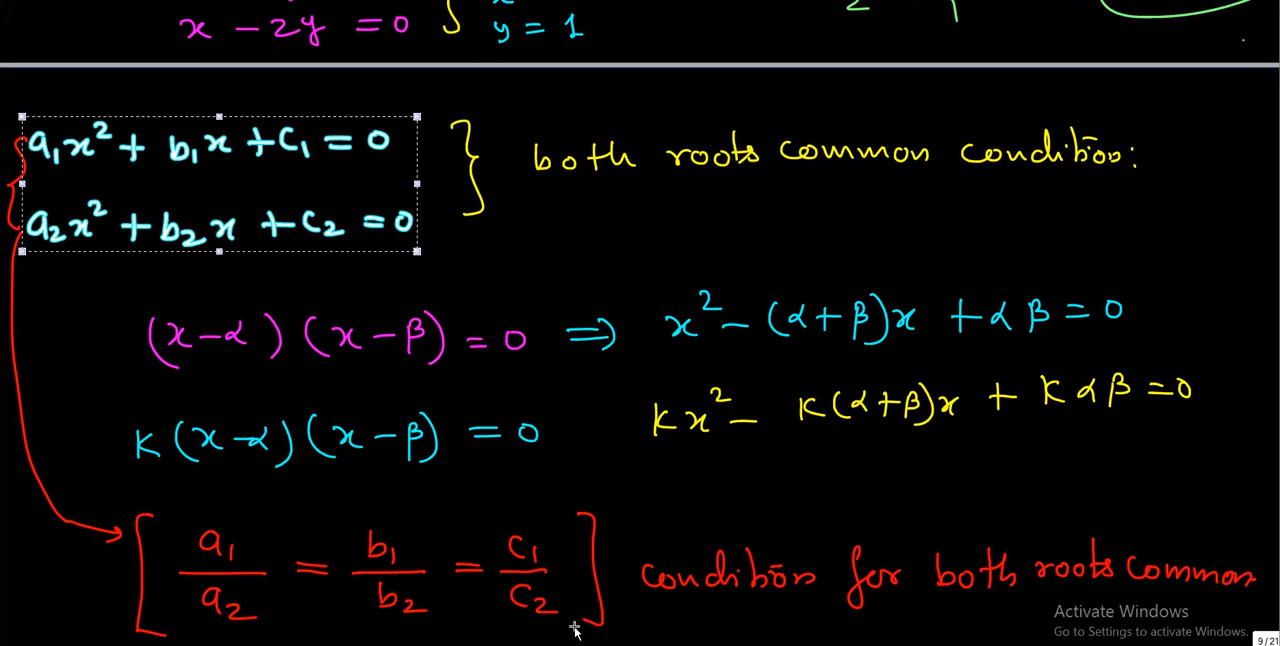 x - 2y = 0 y = 1
a₁x² + b₁x + c₁ = 0
both roots common condition:
a₂x² + b₂x + c₂ = 0
(x-α) (x-β) = 0 ⇒ x² - (α+β)x + αβ = 0
Kx² - K(α+β)x + Kαβ = 0
K(x-α)(x-β) = 0
[a₁/a₂ = b₁/b₂ = c₁/c₂] condition for both roots common
Activate Windows
Go to Settings to activate Windows.
9/21